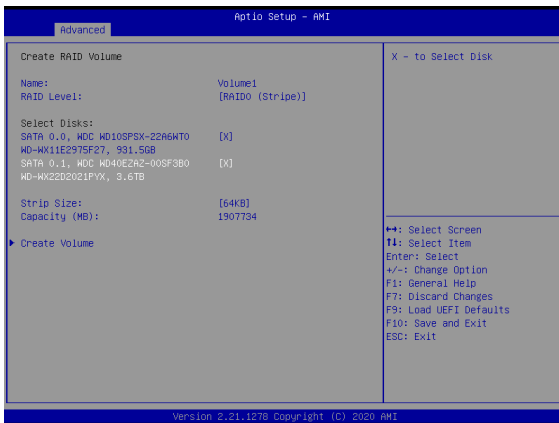 Aptio Setup - AMI
Advanced
Create RAID Volume
Name: Volume1
RAID Level: [RAID0 (Stripe)]
Select Disks:
SATA 0.0, WDC WD10SPSX-22A6WT0 [X]
WD-WX11E2975F27, 931.5GB
SATA 0.1, WDC WD40EZAZ-00SF3B0 [X]
WD-WX22D2021PYX, 3.6TB
Strip Size: [64KB]
Capacity (MB): 1907734
Create Volume
X - to Select Disk
↔: Select Screen
↑↓: Select Item
Enter: Select
+/-: Change Option
F1: General Help
F7: Discard Changes
F9: Load UEFI Defaults
F10: Save and Exit
ESC: Exit
Version 2.21.1278 Copyright (C) 2020 AMI